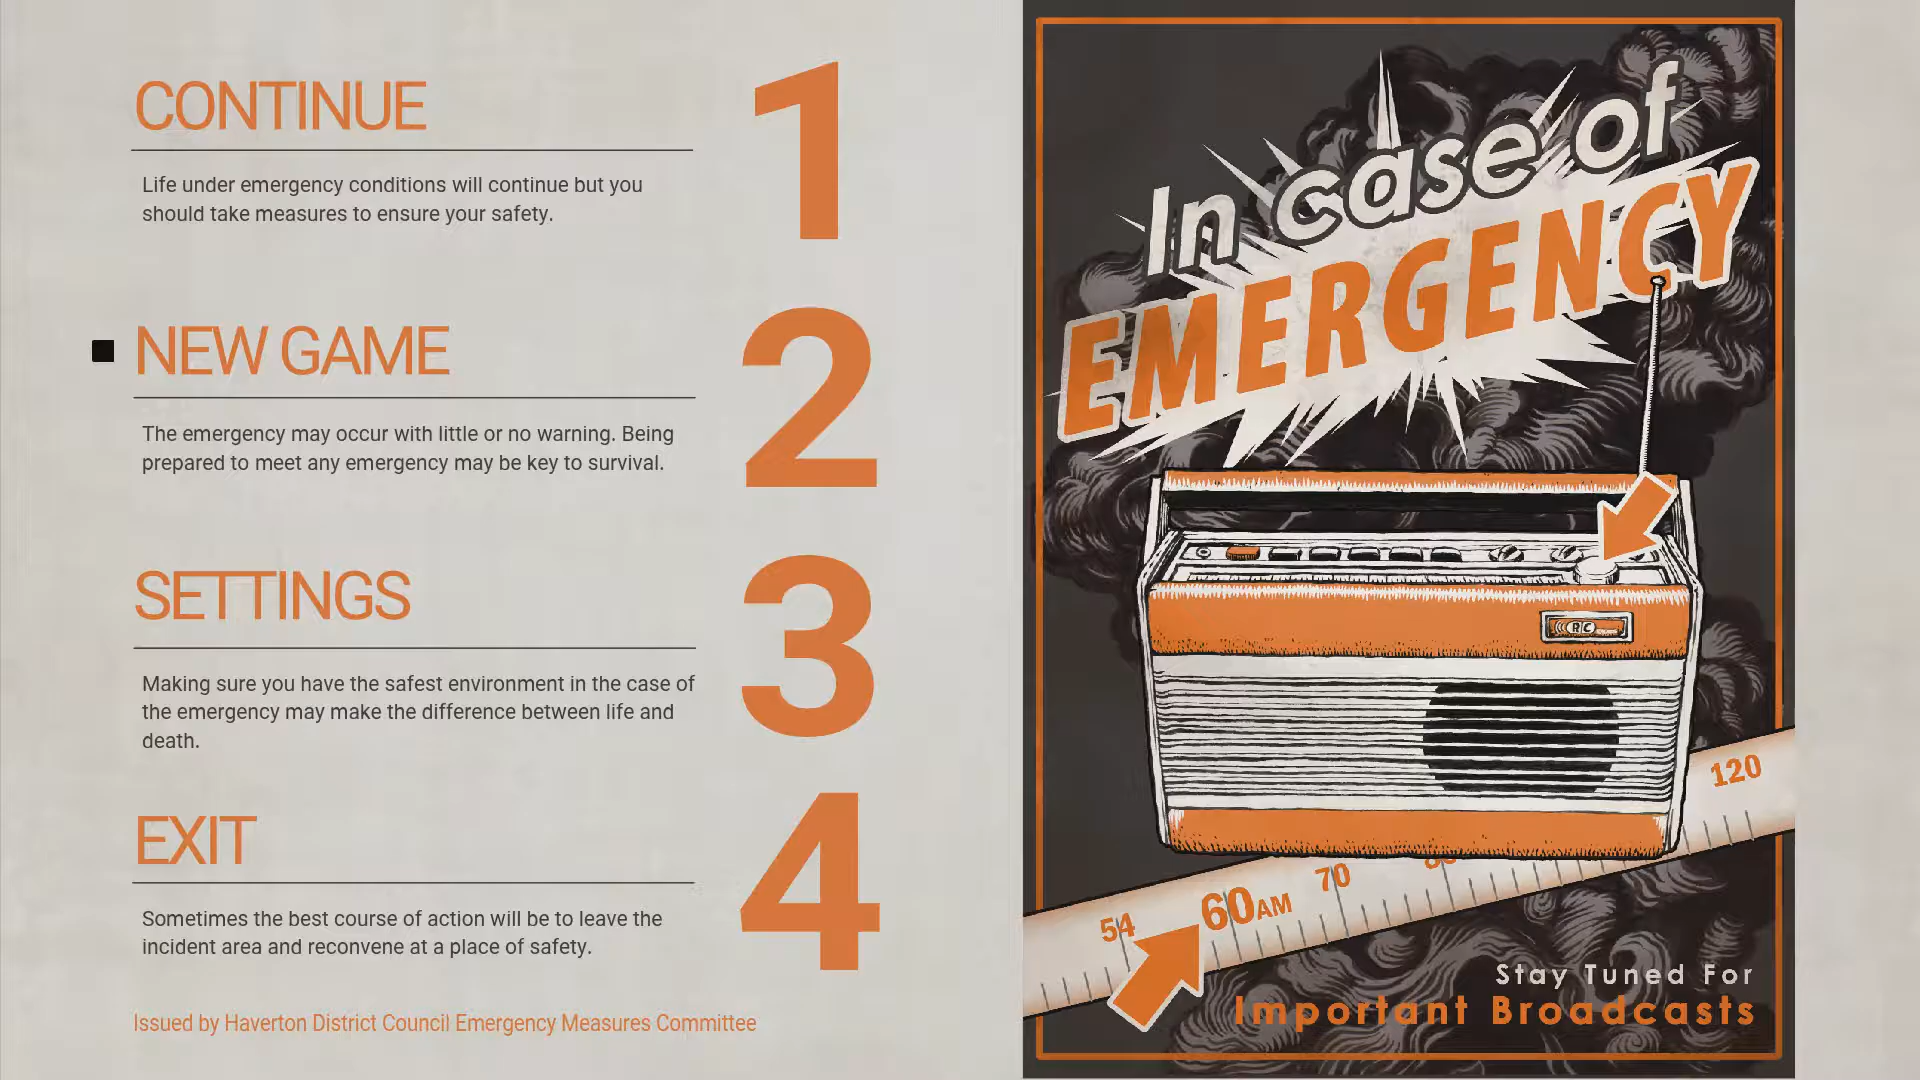 CONTINUE
1
Life under emergency conditions will continue but you
should take measures to ensure your safety.
NEW GAME
2
The emergency may occur with little or no warning. Being
prepared to meet any emergency may be key to survival.
SETTINGS
3
Making sure you have the safest environment in the case of
the emergency may make the difference between life and
death.
EXIT
4
Sometimes the best course of action will be to leave the
incident area and reconvene at a place of safety.
Issued by Haverton District Council Emergency Measures Committee
In case of
EMERGENCY
RC
54 60AM 70 120
Stay Tuned For
Important Broadcasts